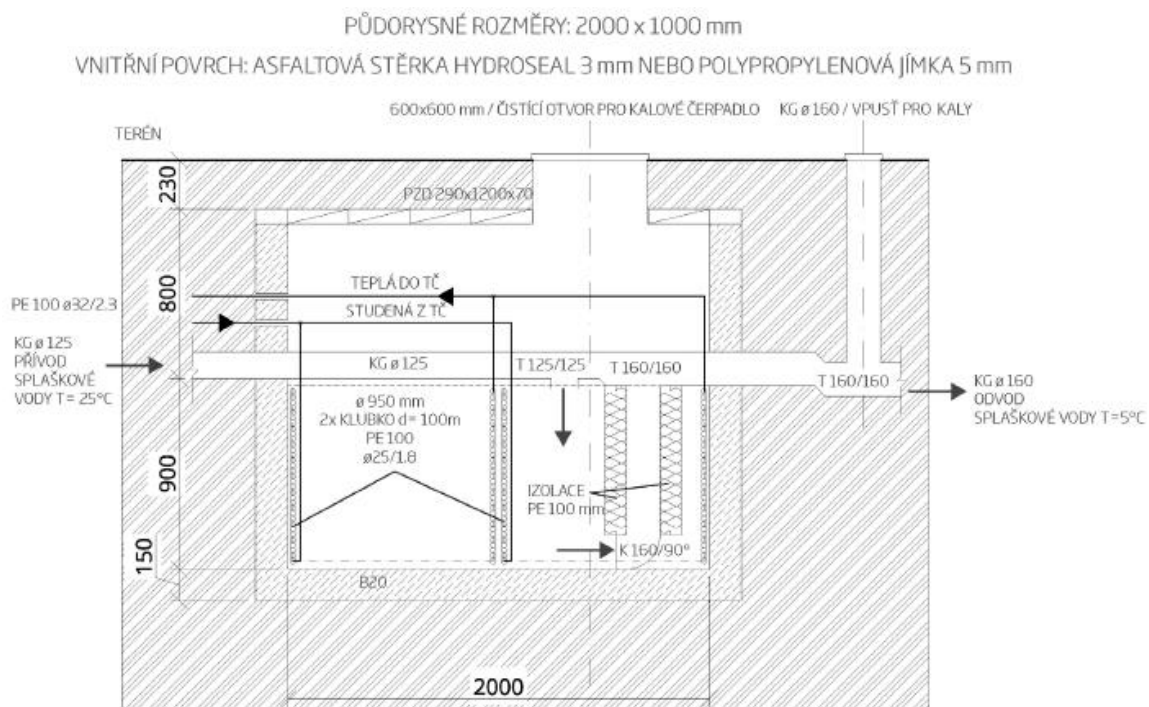 PŮDORYSNÉ ROZMĚRY: 2000 x 1000 mm
VNITŘNÍ POVRCH: ASFALTOVÁ STĚRKA HYDROSEAL 3 mm NEBO POLYPROPYLENOVÁ JÍMKA 5 mm
600x600 mm / ČISTÍCÍ OTVOR PRO KALOVÉ ČERPADLO
KG ø 160 / VPUSŤ PRO KALY
TERÉN
230
PZD 290x1200x70
800
TEPLÁ DO TČ
PE 100 ø32/2.3
STUDENÁ Z TČ
KG ø 125
PŘÍVOD
SPLAŠKOVÉ
VODY T= 25°C
KG ø 125
T 125/125
T 160/160
T 160/160
KG ø 160
ODVOD
SPLAŠKOVÉ VODY T=5°C
ø 950 mm
2x KLUBKO d= 100m
PE 100
ø25/1.8
900
IZOLACE
PE 100 mm
150
K 160/90°
B20
2000